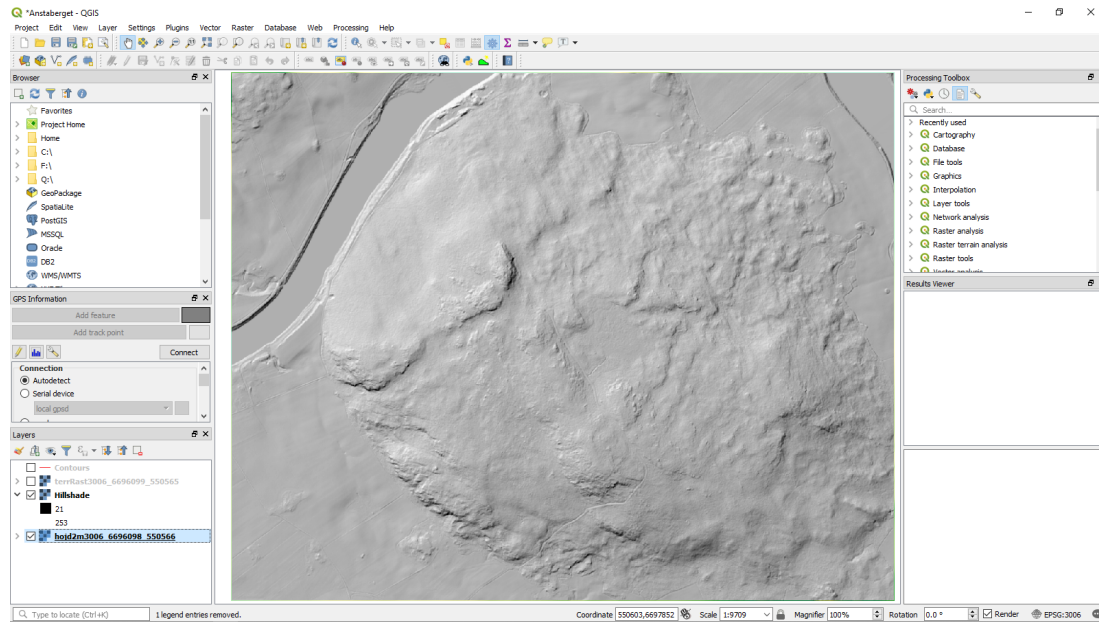 *Anstaberget - QGIS
Project Edit View Layer Settings Plugins Vector Raster Database Web Processing Help
Browser
Favorites
Project Home
Home
C:\
F:\
Q:\
GeoPackage
SpatiaLite
PostGIS
MSSQL
Oracle
DB2
WMS/WMTS
GPS Information
Add feature
Add track point
Connect
Connection
Autodetect
Serial device
local gpsd
Layers
Contours
terrRast3006_6696099_550565
Hillshade
21
253
hojd2m3006_6696098_550566
Processing Toolbox
Search...
Recently used
Cartography
Database
File tools
Graphics
Interpolation
Layer tools
Network analysis
Raster analysis
Raster terrain analysis
Raster tools
Results Viewer
Type to locate (Ctrl+K) 1 legend entries removed. Coordinate 550603,6697852 Scale 1:9709 Magnifier 100% Rotation 0.0 ° Render EPSG:3006